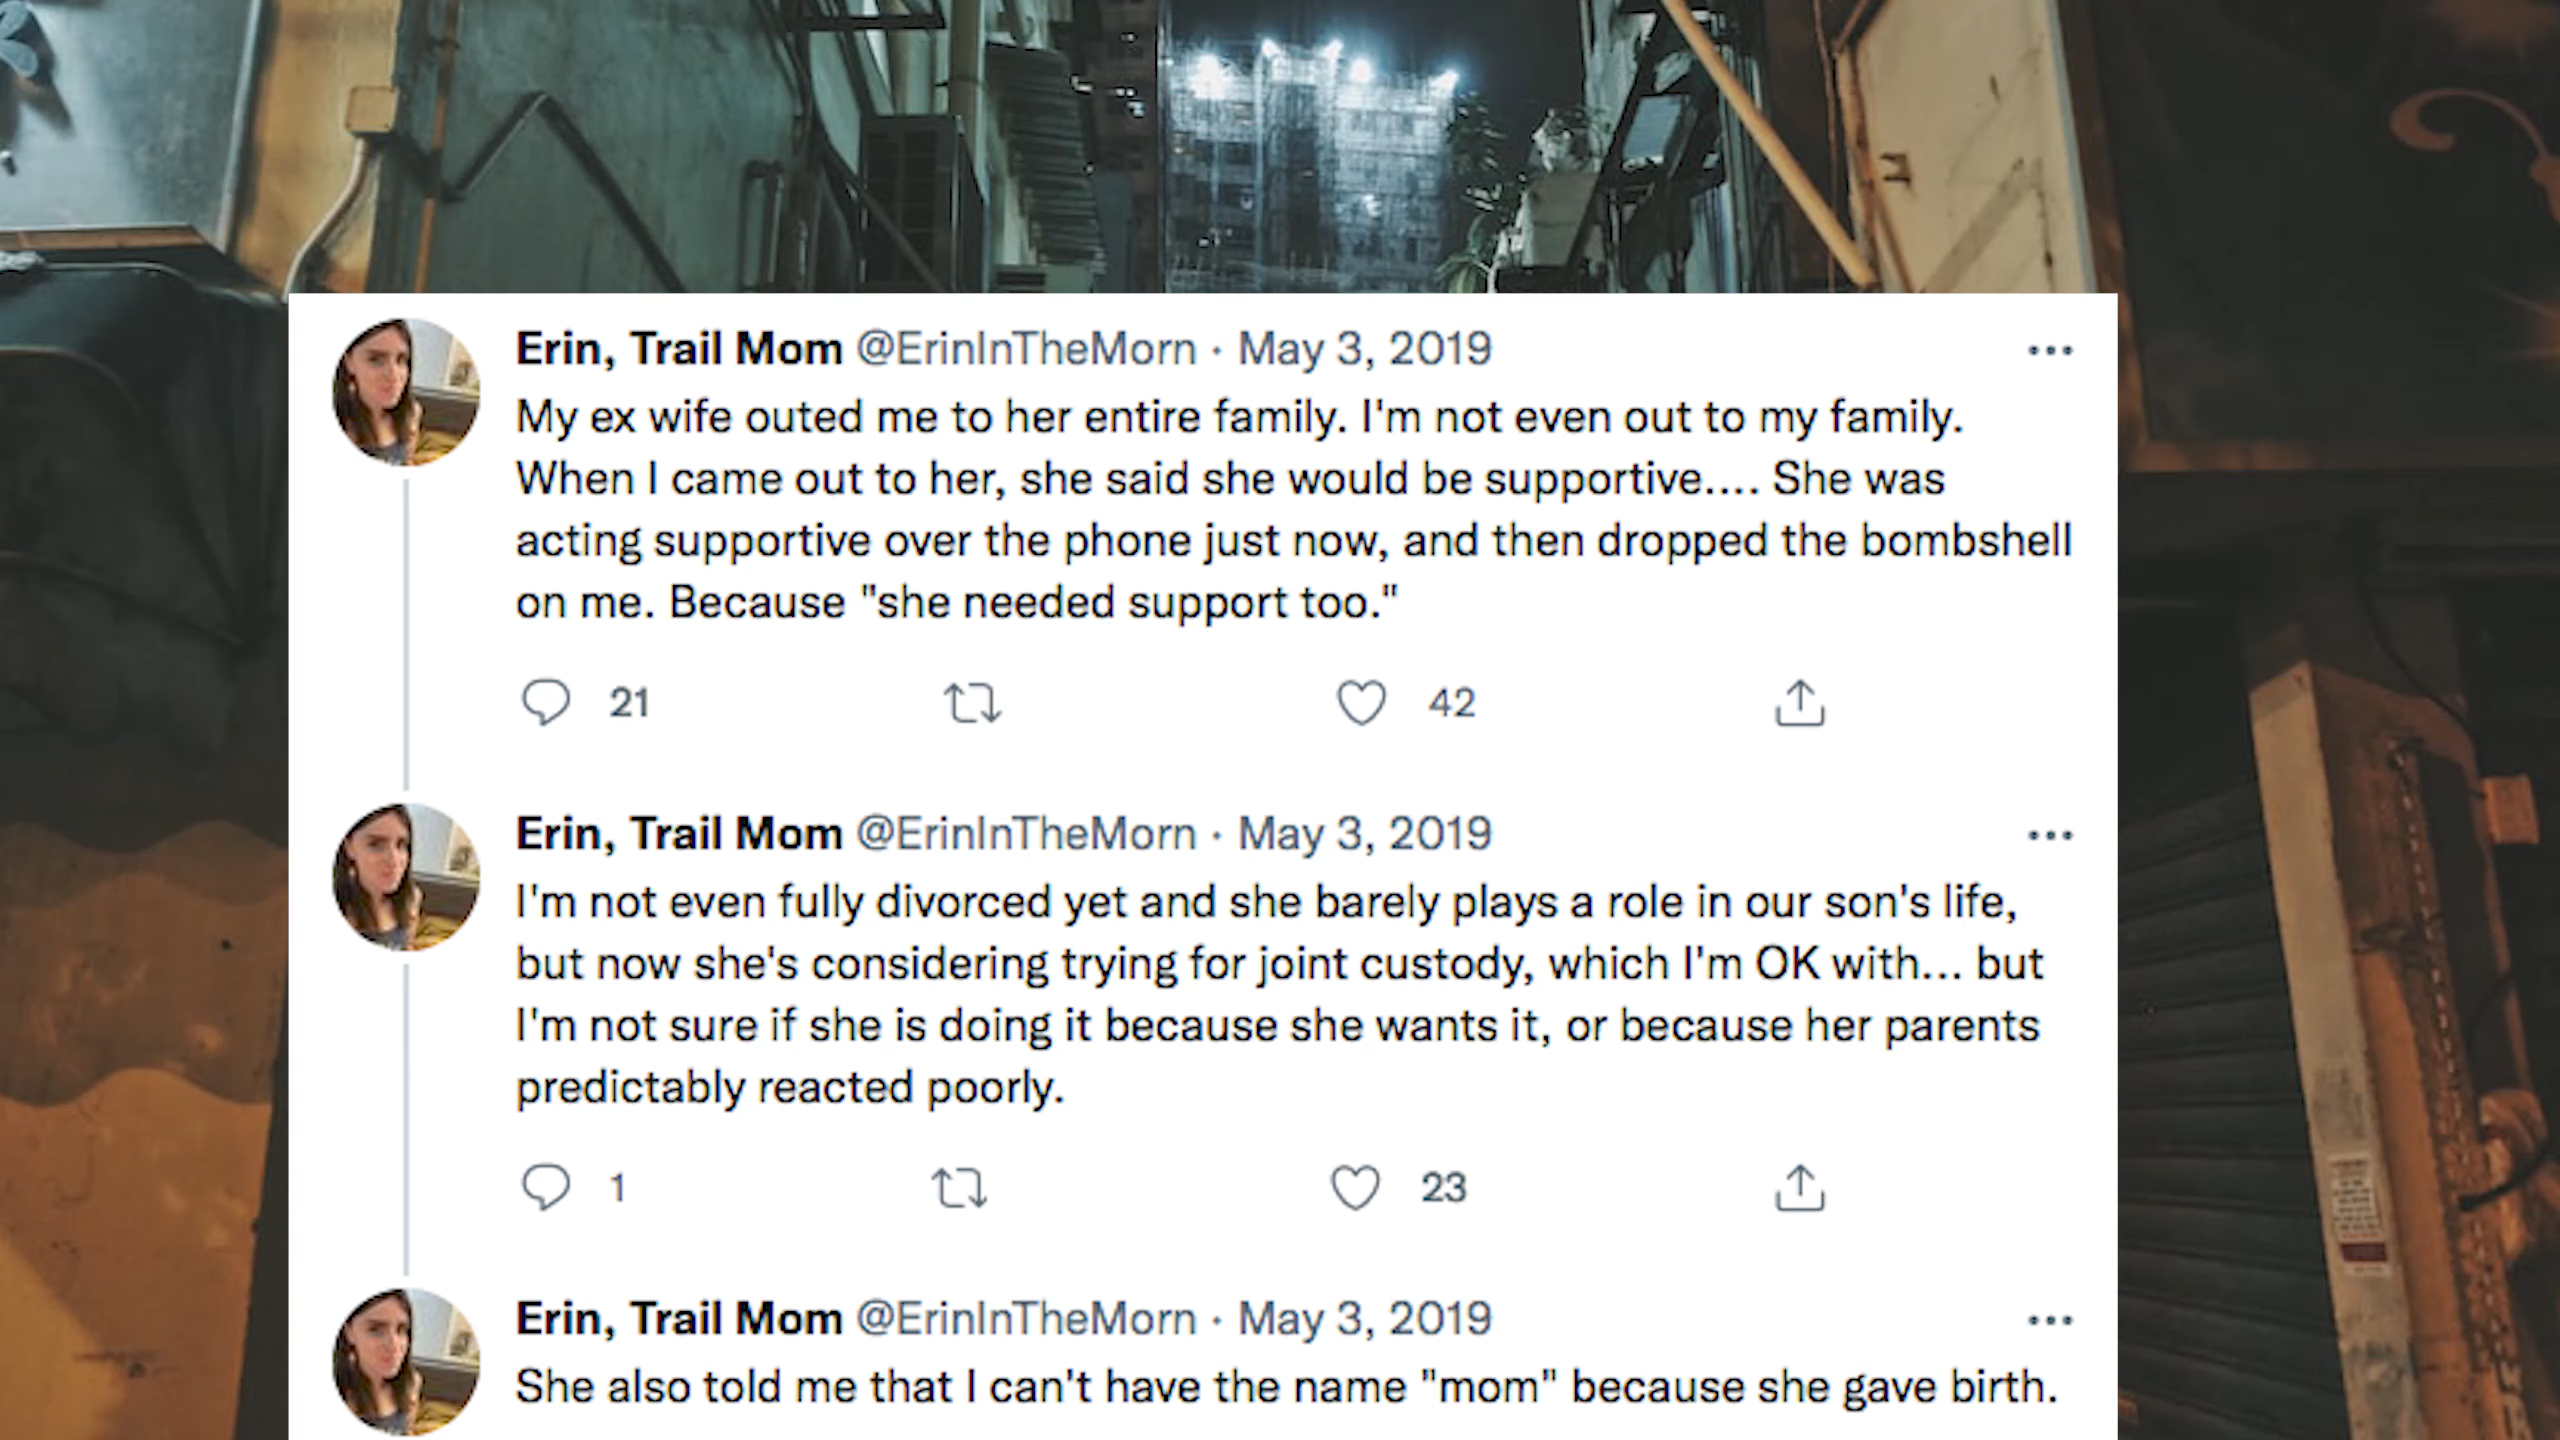 Erin, Trail Mom @ErinInTheMorn · May 3, 2019
My ex wife outed me to her entire family. I'm not even out to my family.
When I came out to her, she said she would be supportive.... She was
acting supportive over the phone just now, and then dropped the bombshell
on me. Because "she needed support too."
21 42
Erin, Trail Mom @ErinInTheMorn · May 3, 2019
I'm not even fully divorced yet and she barely plays a role in our son's life,
but now she's considering trying for joint custody, which I'm OK with... but
I'm not sure if she is doing it because she wants it, or because her parents
predictably reacted poorly.
1 23
Erin, Trail Mom @ErinInTheMorn · May 3, 2019
She also told me that I can't have the name "mom" because she gave birth.